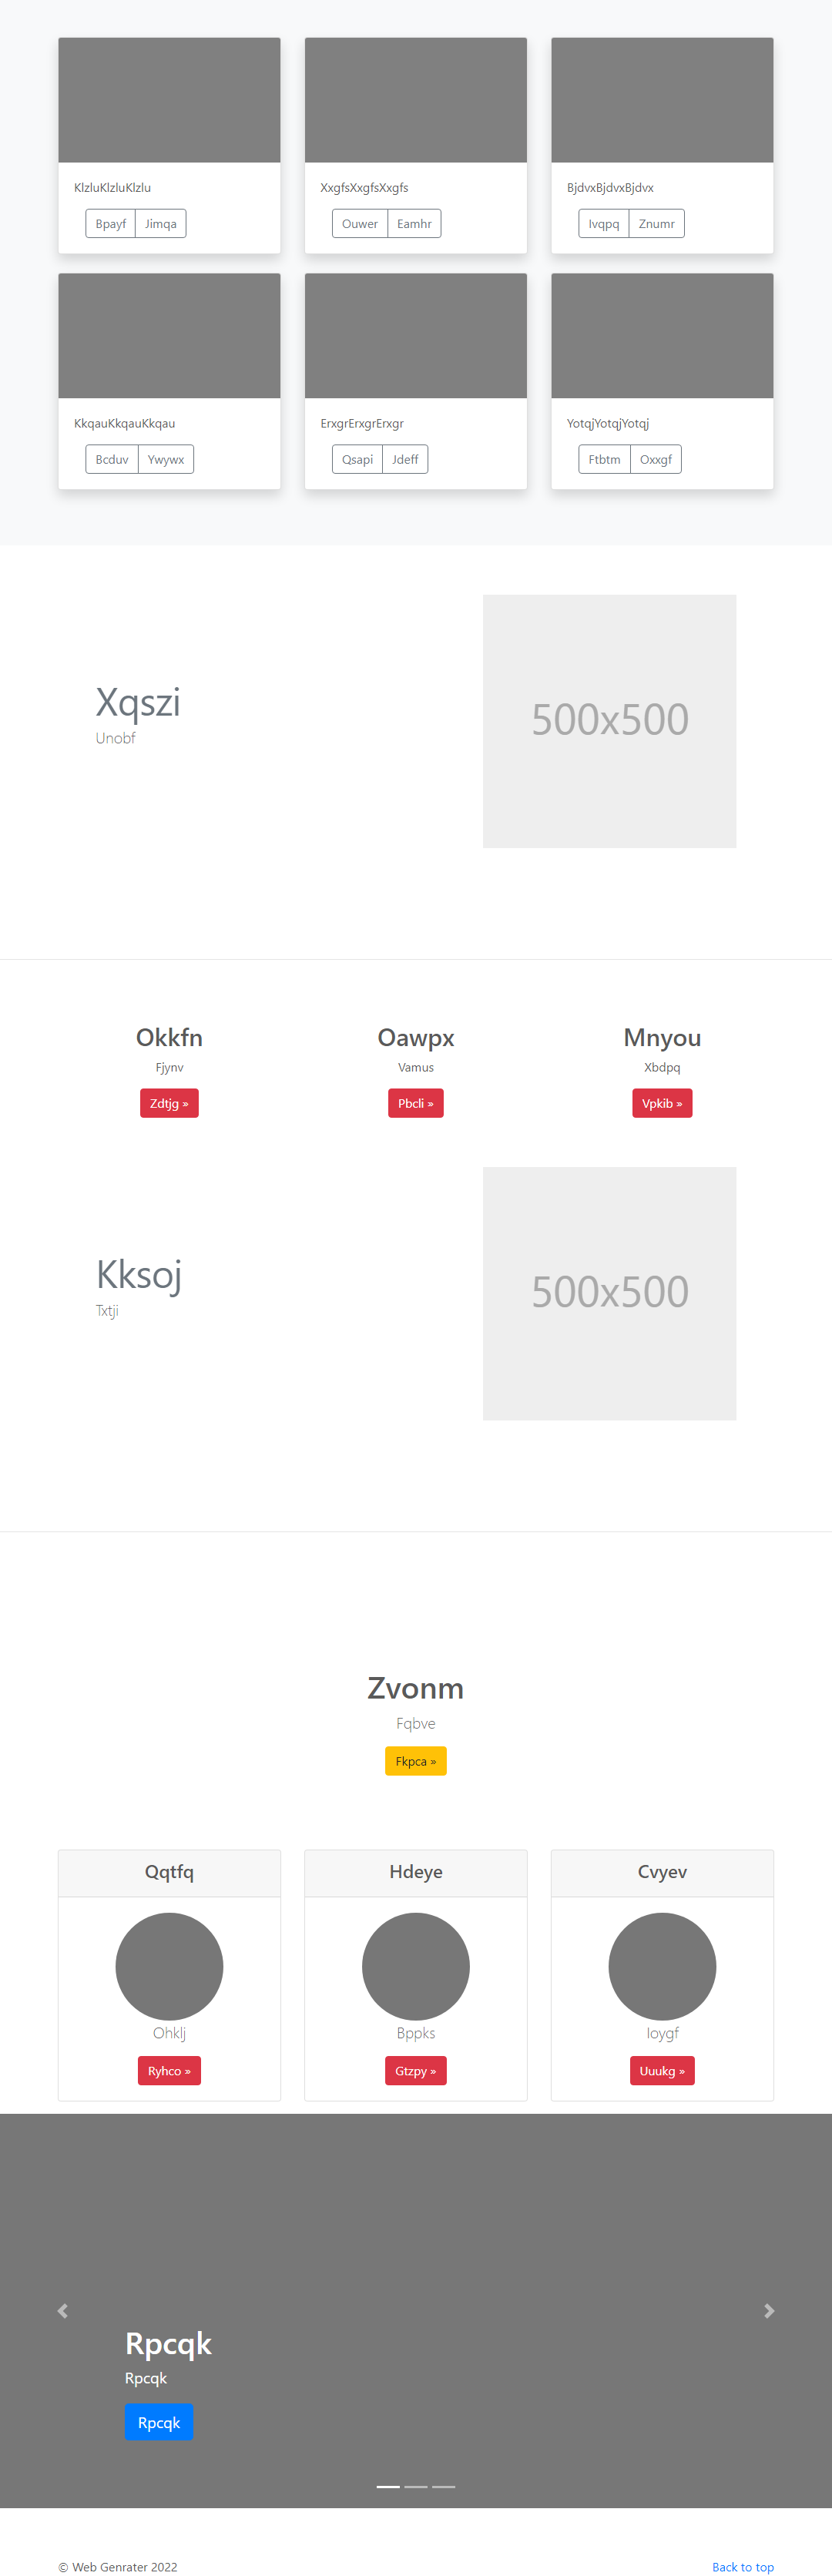 KlzluKlzluKlzlu
Bpayf Jimqa
XxgfsXxgfsXxgfs
Ouwer Eamhr
BjdvxBjdvxBjdvx
Ivqpq Znumr
KkqauKkqauKkqau
Bcduv Ywywx
ErxgrErxgrErxgr
Qsapi Jdeff
YotqjYotqjYotqj
Ftbtm Oxxgf
Xqszi
Unobf
500x500
Okkfn
Fjynv
Zdtjg »
Oawpx
Vamus
Pbcli »
Mnyou
Xbdpq
Vpkib »
Kksoj
Txtji
500x500
Zvonm
Fqbve
Fkpca »
Qqtfq
Ohklj
Ryhco »
Hdeye
Bppks
Gtzpy »
Cvyev
Ioygf
Uuukg »
Rpcqk
Rpcqk
Rpcqk
© Web Genrater 2022
Back to top